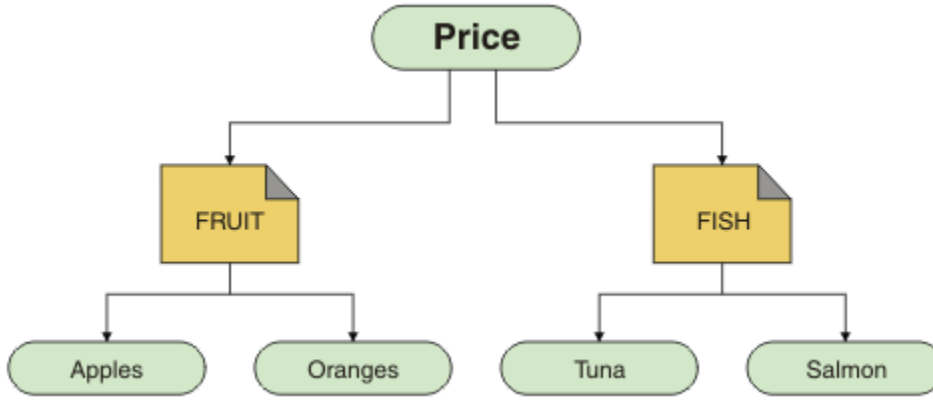 Price
FRUIT
FISH
Apples
Oranges
Tuna
Salmon